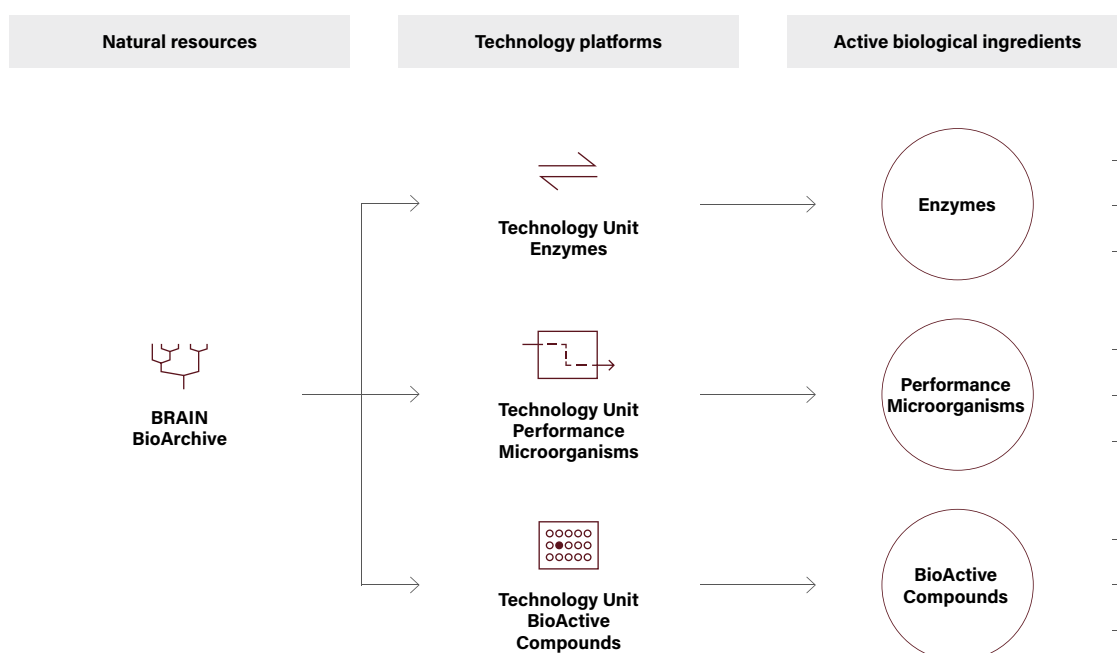 Natural resources
Technology platforms
Active biological ingredients
Technology Unit
Enzymes
Enzymes
BRAIN
BioArchive
Technology Unit
Performance
Microorganisms
Performance
Microorganisms
Technology Unit
BioActive
Compounds
BioActive
Compounds